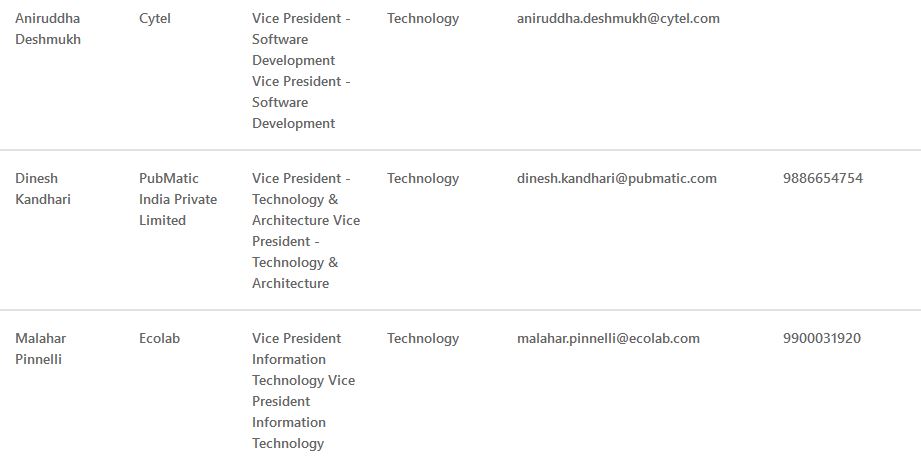 Aniruddha Deshmukh
Cytel
Vice President -
Software
Development
Vice President -
Software
Development
Technology
aniruddha.deshmukh@cytel.com
Dinesh
Kandhari
PubMatic
India Private
Limited
Vice President -
Technology &
Architecture Vice
President -
Technology &
Architecture
Technology
dinesh.kandhari@pubmatic.com
9886654754
Malahar
Pinnelli
Ecolab
Vice President
Information
Technology Vice
President
Information
Technology
Technology
malahar.pinnelli@ecolab.com
9900031920